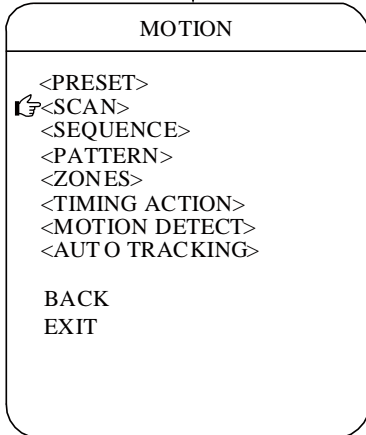 MOTION
<PRESET>
<SCAN>
<SEQUENCE>
<PATTERN>
<ZONES>
<TIMING ACTION>
<MOTION DETECT>
<AUT O TRACKING>
BACK
EXIT